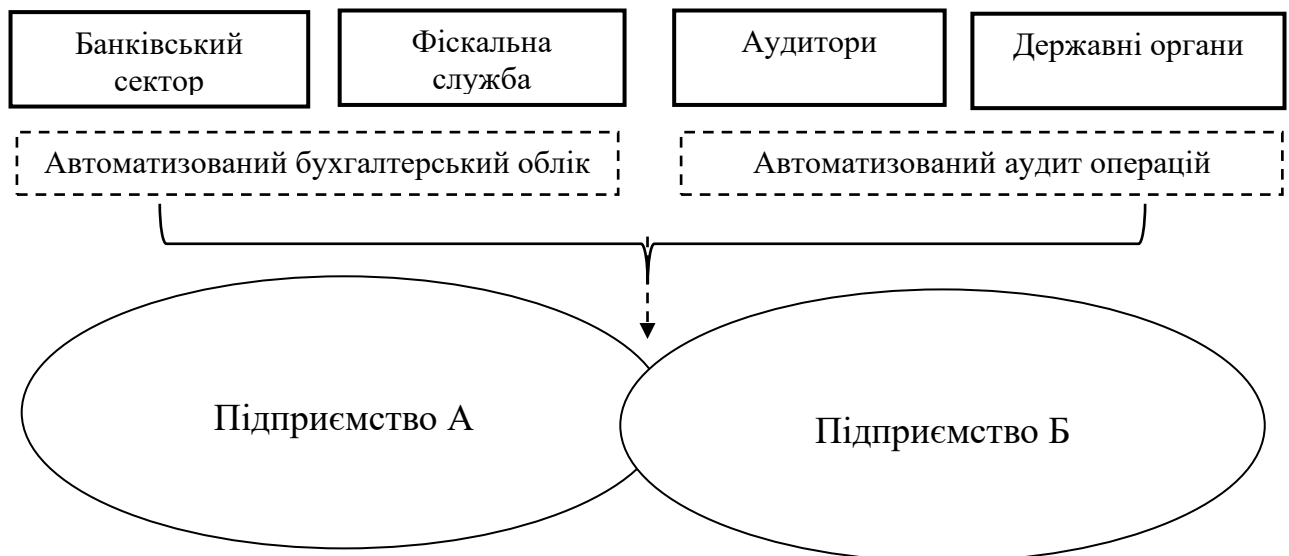 Банківський
сектор
Фіскальна
служба
Аудитори
Державні органи
Автоматизований бухгалтерський облік
Автоматизований аудит операцій
Підприємство А
Підприємство Б